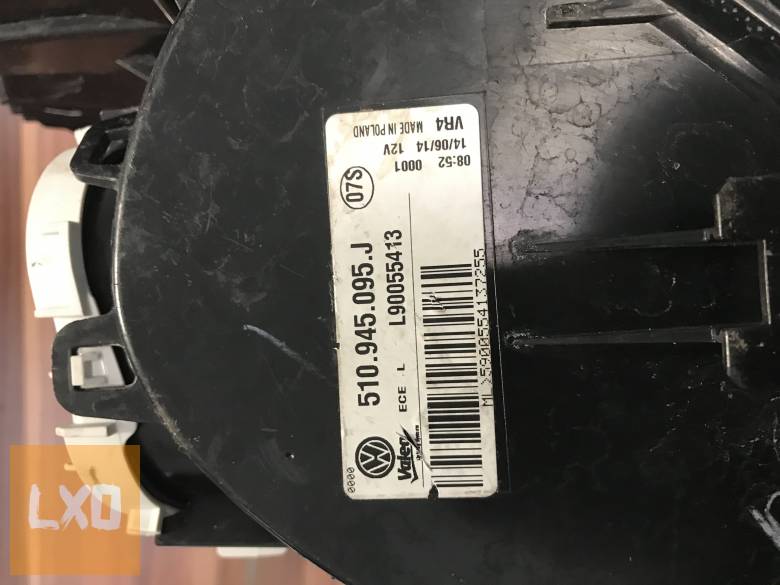 0000
Valeo
510.945.095.J
ECE L
L90055413
07S
08:52 0001
14/06/14 12V
MADE IN POLAND
VR4
ML>5900554137255
LXO